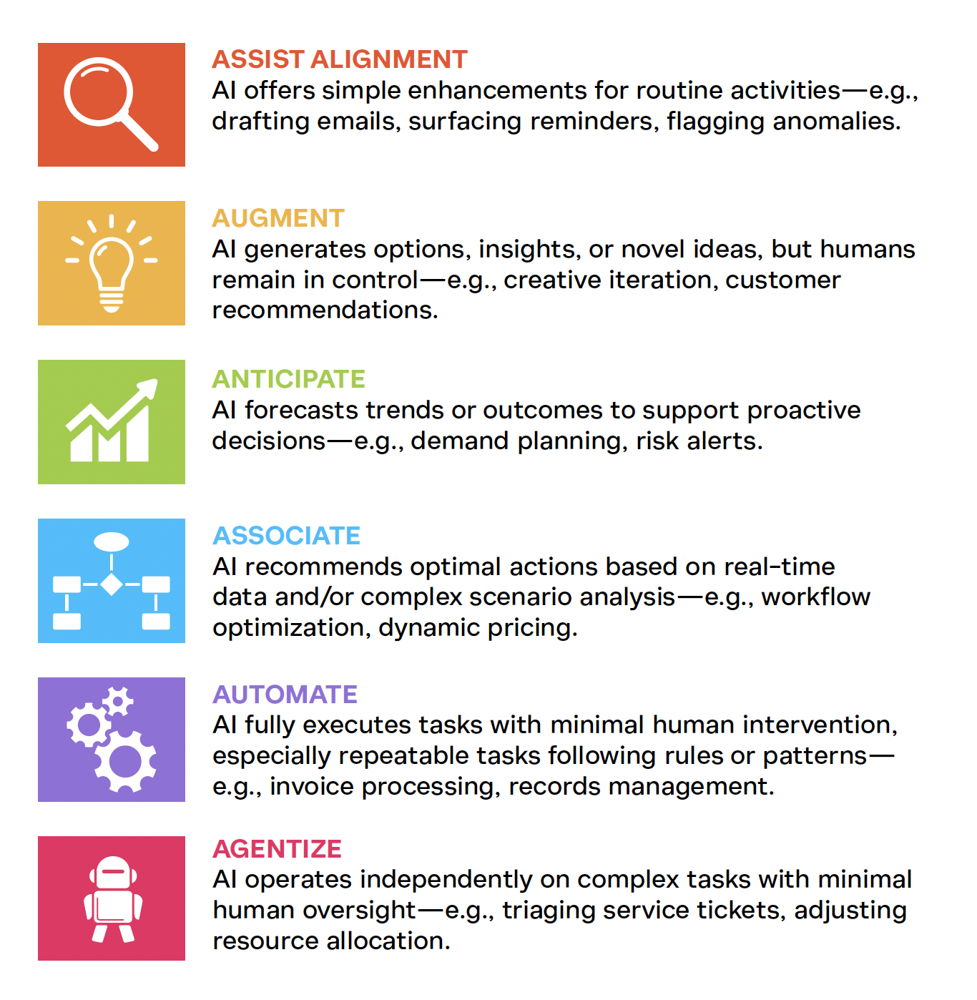 ASSIST ALIGNMENT
AI offers simple enhancements for routine activities—e.g.,
drafting emails, surfacing reminders, flagging anomalies.
AUGMENT
AI generates options, insights, or novel ideas, but humans
remain in control—e.g., creative iteration, customer
recommendations.
ANTICIPATE
AI forecasts trends or outcomes to support proactive
decisions—e.g., demand planning, risk alerts.
ASSOCIATE
AI recommends optimal actions based on real-time
data and/or complex scenario analysis—e.g., workflow
optimization, dynamic pricing.
AUTOMATE
AI fully executes tasks with minimal human intervention,
especially repeatable tasks following rules or patterns—
e.g., invoice processing, records management.
AGENTIZE
AI operates independently on complex tasks with minimal
human oversight—e.g., triaging service tickets, adjusting
resource allocation.